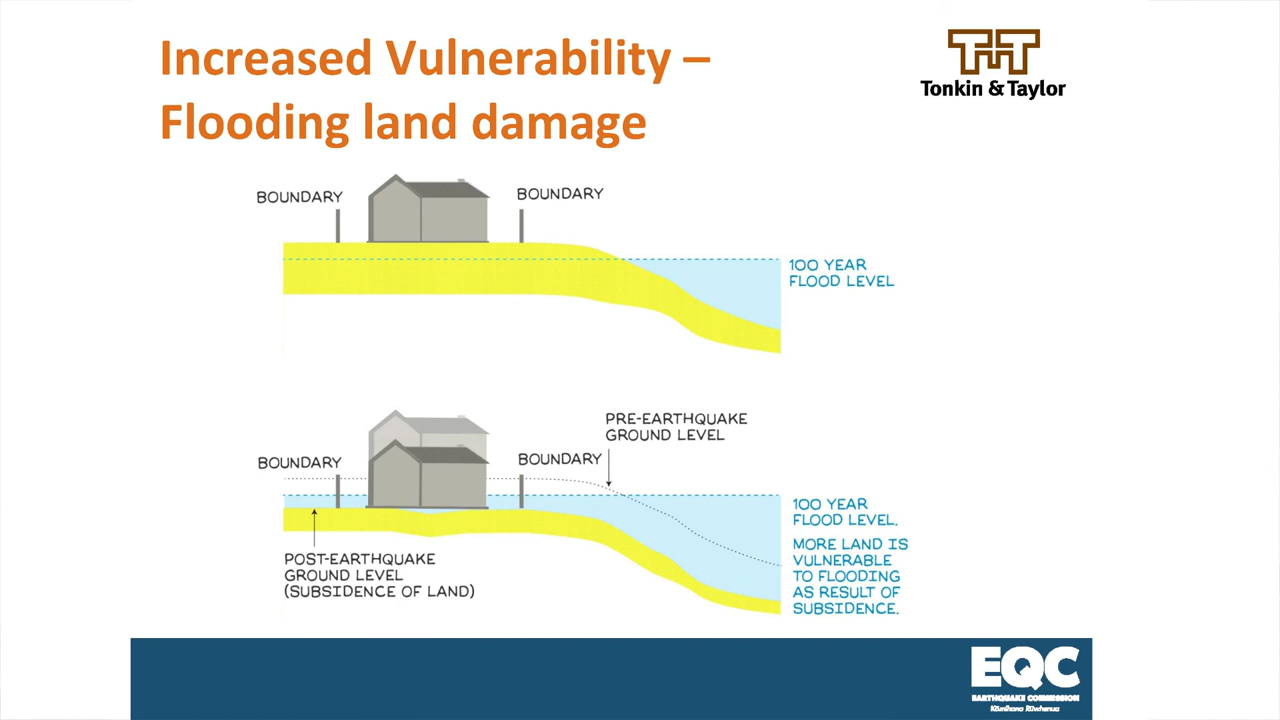 Increased Vulnerability –
Flooding land damage
Tonkin & Taylor
BOUNDARY
BOUNDARY
100 YEAR
FLOOD LEVEL
PRE-EARTHQUAKE
GROUND LEVEL
BOUNDARY
BOUNDARY
100 YEAR
FLOOD LEVEL.
MORE LAND IS
VULNERABLE
TO FLOODING
AS RESULT OF
SUBSIDENCE.
POST-EARTHQUAKE
GROUND LEVEL
(SUBSIDENCE OF LAND)
EQC
EARTHQUAKE COMMISSION
Kōmihana Rūwhenua